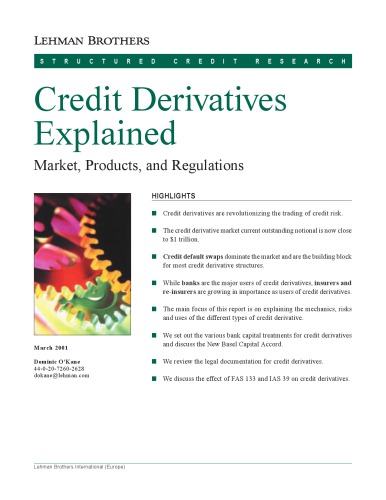 LEHMAN BROTHERS
STRUCTURED CREDIT RESEARCH
Credit Derivatives
Explained
Market, Products, and Regulations
HIGHLIGHTS
■ Credit derivatives are revolutionizing the trading of credit risk.
■ The credit derivative market current outstanding notional is now close
to $1 trillion.
■ Credit default swaps dominate the market and are the building block
for most credit derivative structures.
■ While banks are the major users of credit derivatives, insurers and
re-insurers are growing in importance as users of credit derivatives.
■ The main focus of this report is on explaining the mechanics, risks
and uses of the different types of credit derivative.
■ We set out the various bank capital treatments for credit derivatives
and discuss the New Basel Capital Accord.
■ We review the legal documentation for credit derivatives.
■ We discuss the effect of FAS 133 and IAS 39 on credit derivatives.
March 2001
Dominic O'Kane
44-0-20-7260-2628
dokane@lehman.com
Lehman Brothers International (Europe)